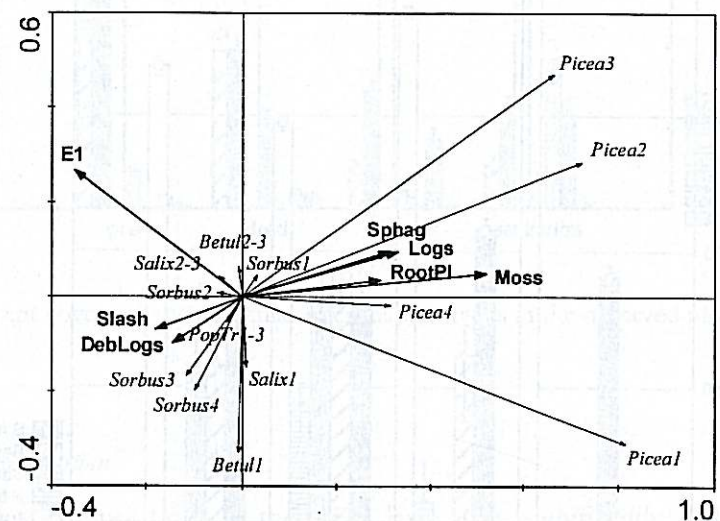 0.6
Picea3
Picea2
E1
Sphag
Betul2-3
Logs
Salix2-3
Sorbus1
RootPl
Moss
Sorbus2
Picea4
Slash
PopTr1-3
DebLogs
Sorbus3
Salix1
Sorbus4
Picea1
Betul1
-0.4
-0.4
1.0